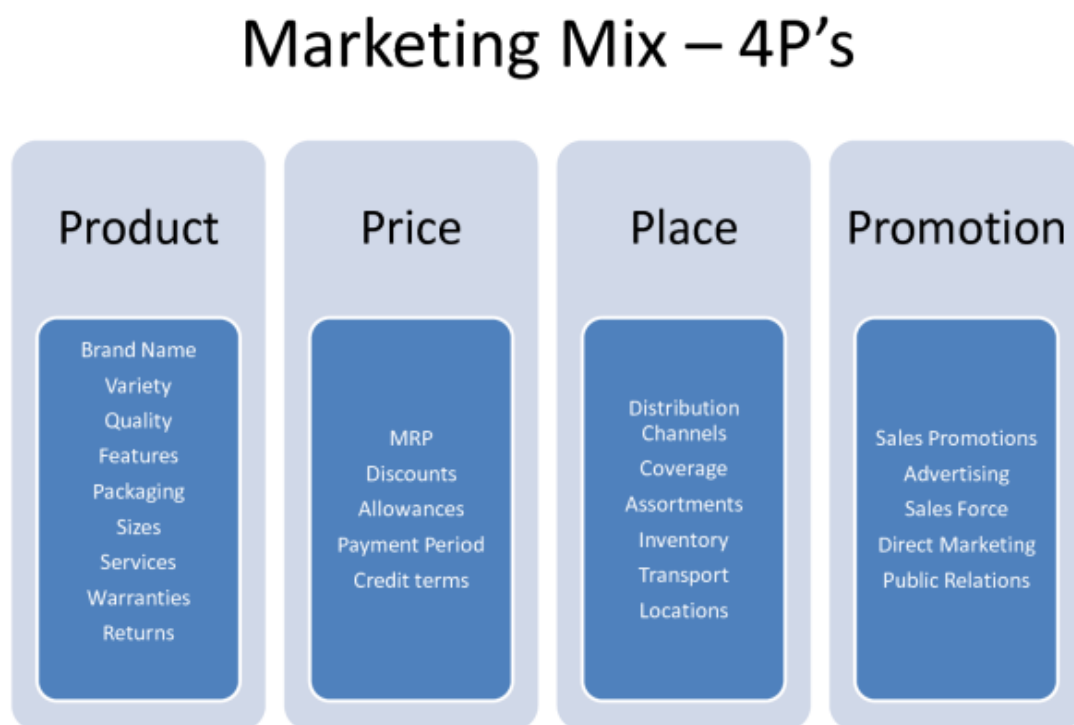 Marketing Mix – 4P's
Product
Brand Name
Variety
Quality
Features
Packaging
Sizes
Services
Warranties
Returns
Price
MRP
Discounts
Allowances
Payment Period
Credit terms
Place
Distribution
Channels
Coverage
Assortments
Inventory
Transport
Locations
Promotion
Sales Promotions
Advertising
Sales Force
Direct Marketing
Public Relations